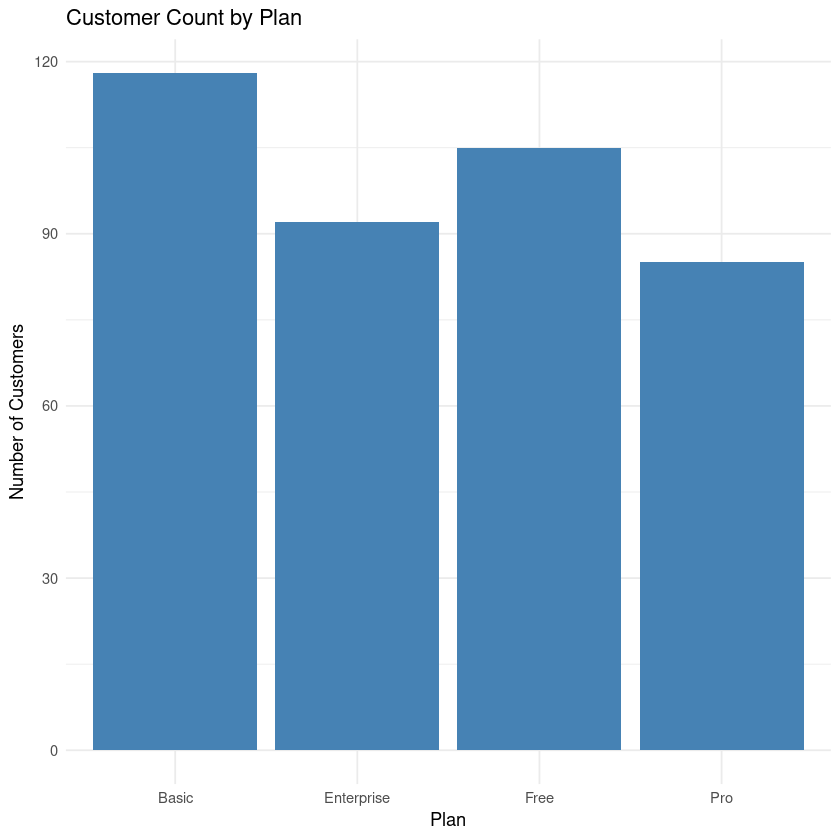 Customer Count by Plan
Number of Customers
120
90
60
30
0
Basic Enterprise Free Pro
Plan